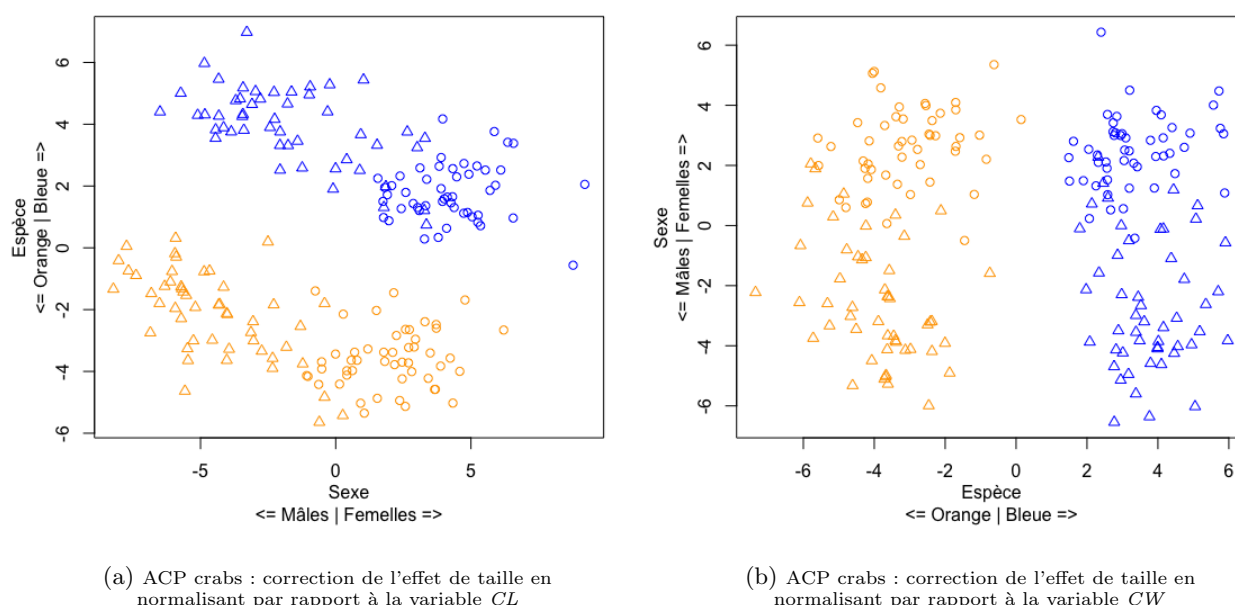 6
4
2
0
-2
-4
-6
Espèce
<= Orange | Bleue =>
-5
0
5
Sexe
<= Mâles | Femelles =>
6
4
2
0
-2
-4
-6
Sexe
<= Mâles | Femelles =>
-6
-4
-2
0
2
4
6
Espèce
<= Orange | Bleue =>
(a) ACP crabs : correction de l'effet de taille en
normalisant par rapport à la variable CL
(b) ACP crabs : correction de l'effet de taille en
normalisant par rapport à la variable CW